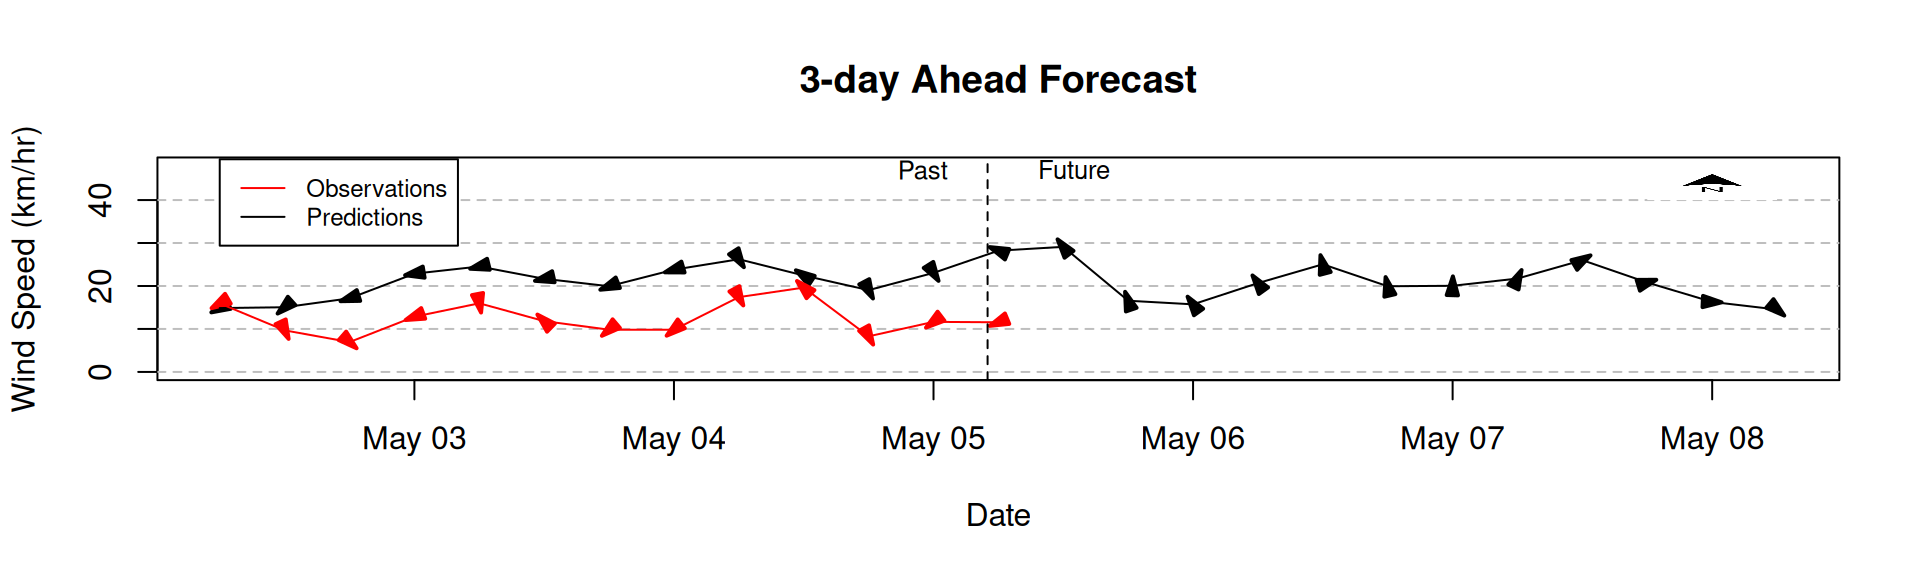 3-day Ahead Forecast
Wind Speed (km/hr)
40
20
0
Observations
Predictions
Past
Future
N
May 03
May 04
May 05
May 06
May 07
May 08
Date